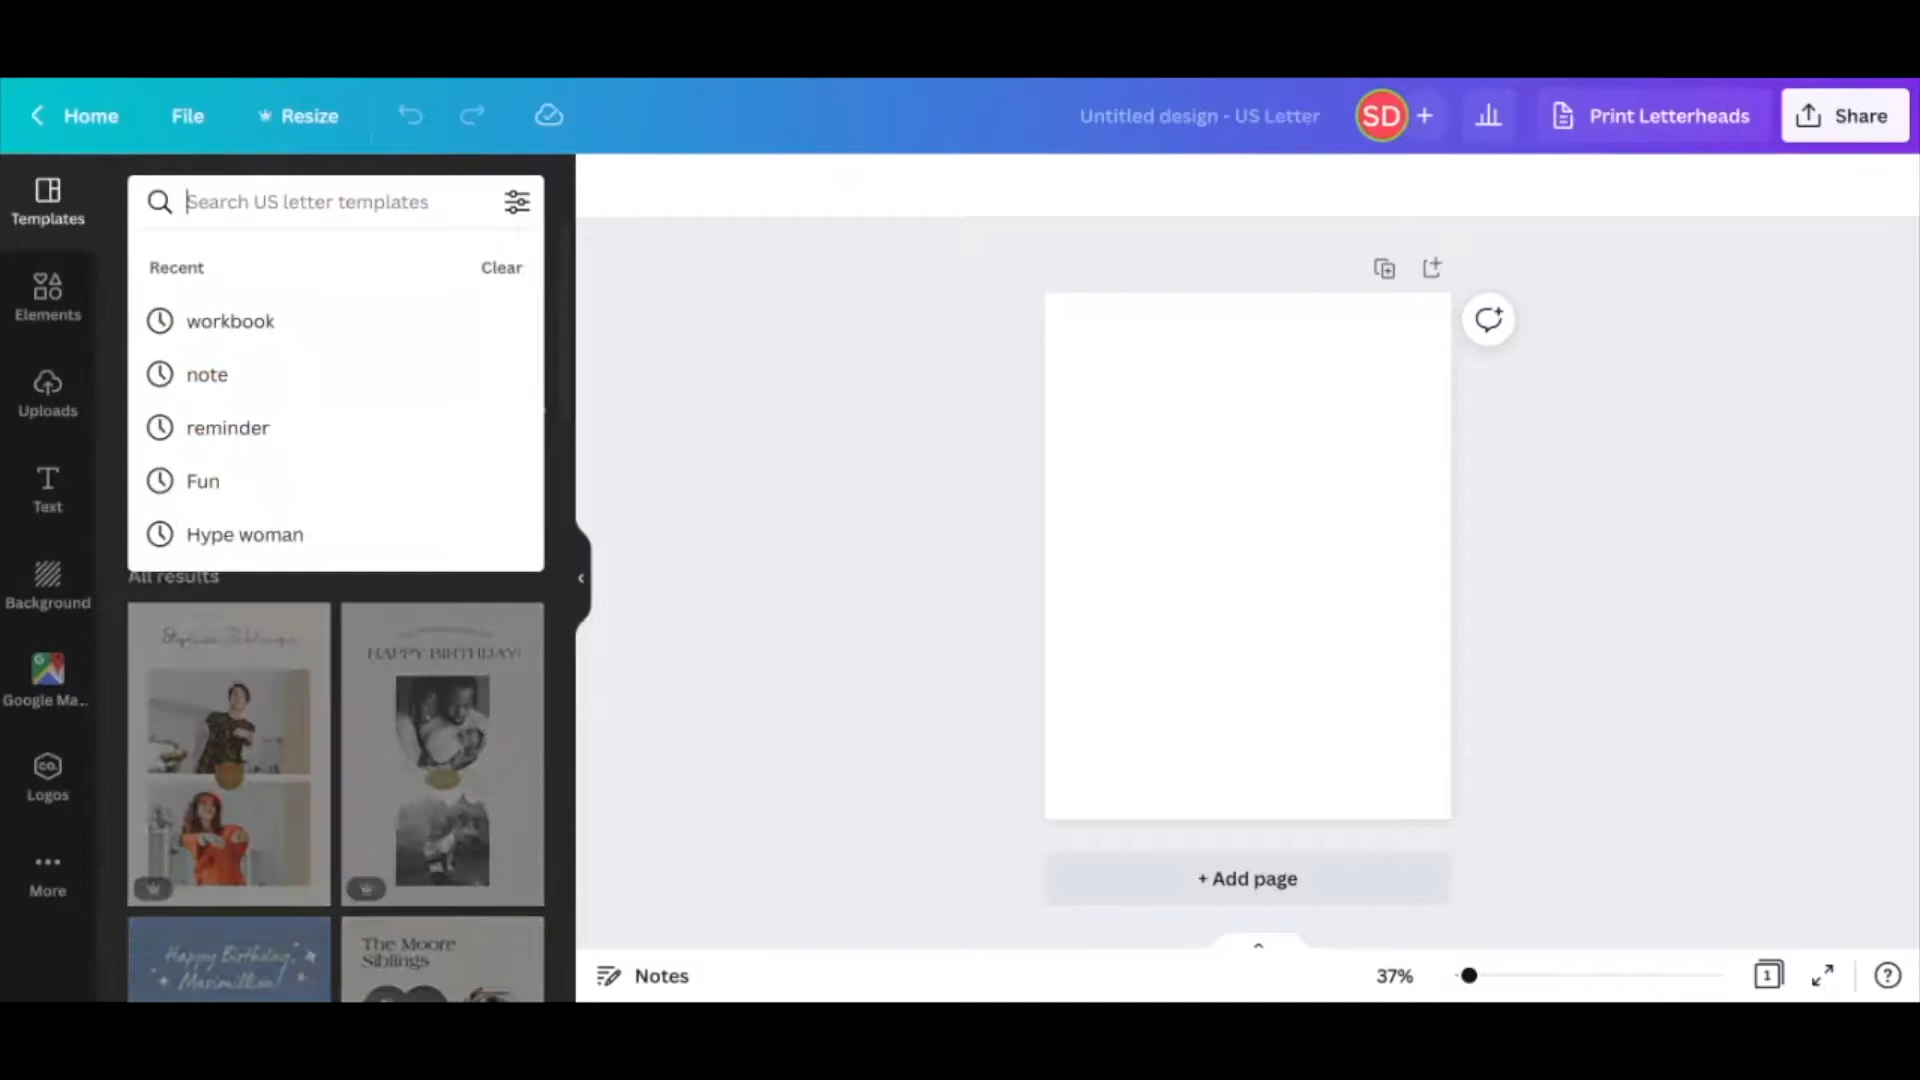 Home File Resize Untitled design - US Letter SD + Print Letterheads Share
Templates
Elements
Uploads
Text
Background
Google Ma...
Logos
More
Search US letter templates
Recent Clear
workbook
note
reminder
Fun
Hype woman
All results
HAPPY BIRTHDAY!
Happy Birthday,
Maximillian!
The Moore
Siblings
+ Add page
Notes 37% 1 ?
CO.